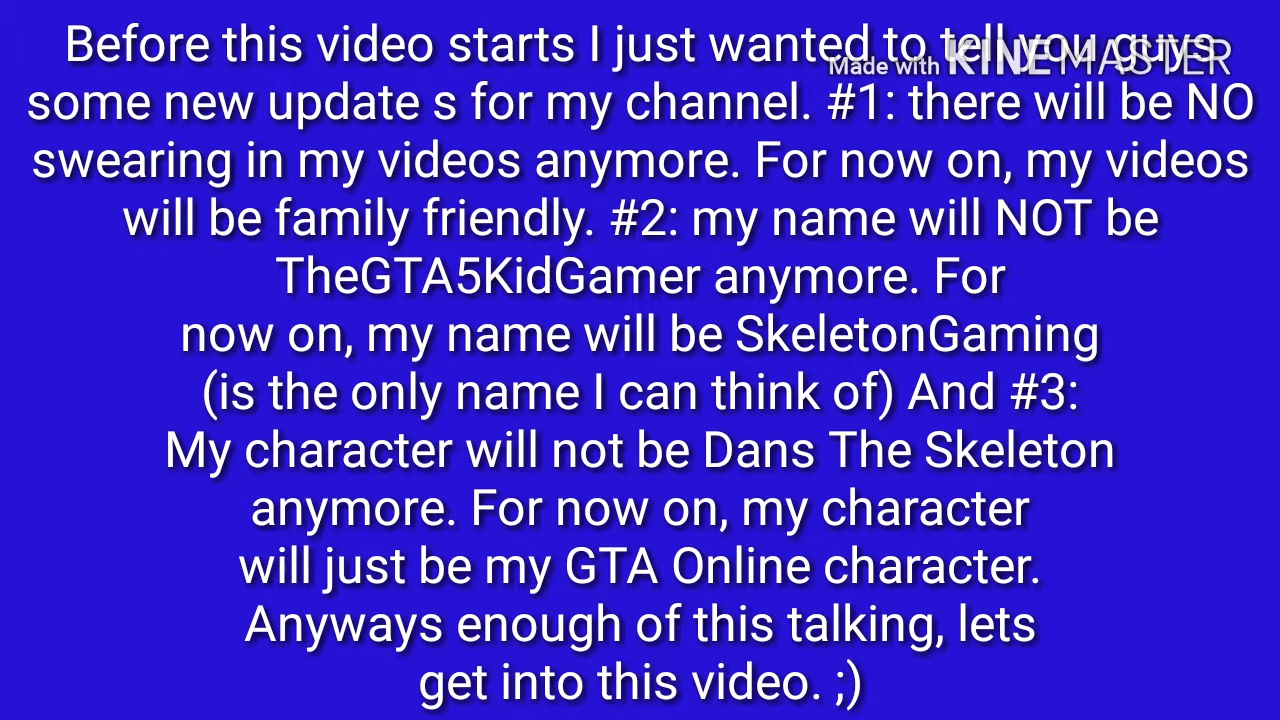 Before this video starts I just wanted to tell you guys
Made with KINEMASTER
some new update s for my channel. #1: there will be NO
swearing in my videos anymore. For now on, my videos
will be family friendly. #2: my name will NOT be
TheGTA5KidGamer anymore. For
now on, my name will be SkeletonGaming
(is the only name I can think of) And #3:
My character will not be Dans The Skeleton
anymore. For now on, my character
will just be my GTA Online character.
Anyways enough of this talking, lets
get into this video. ;)